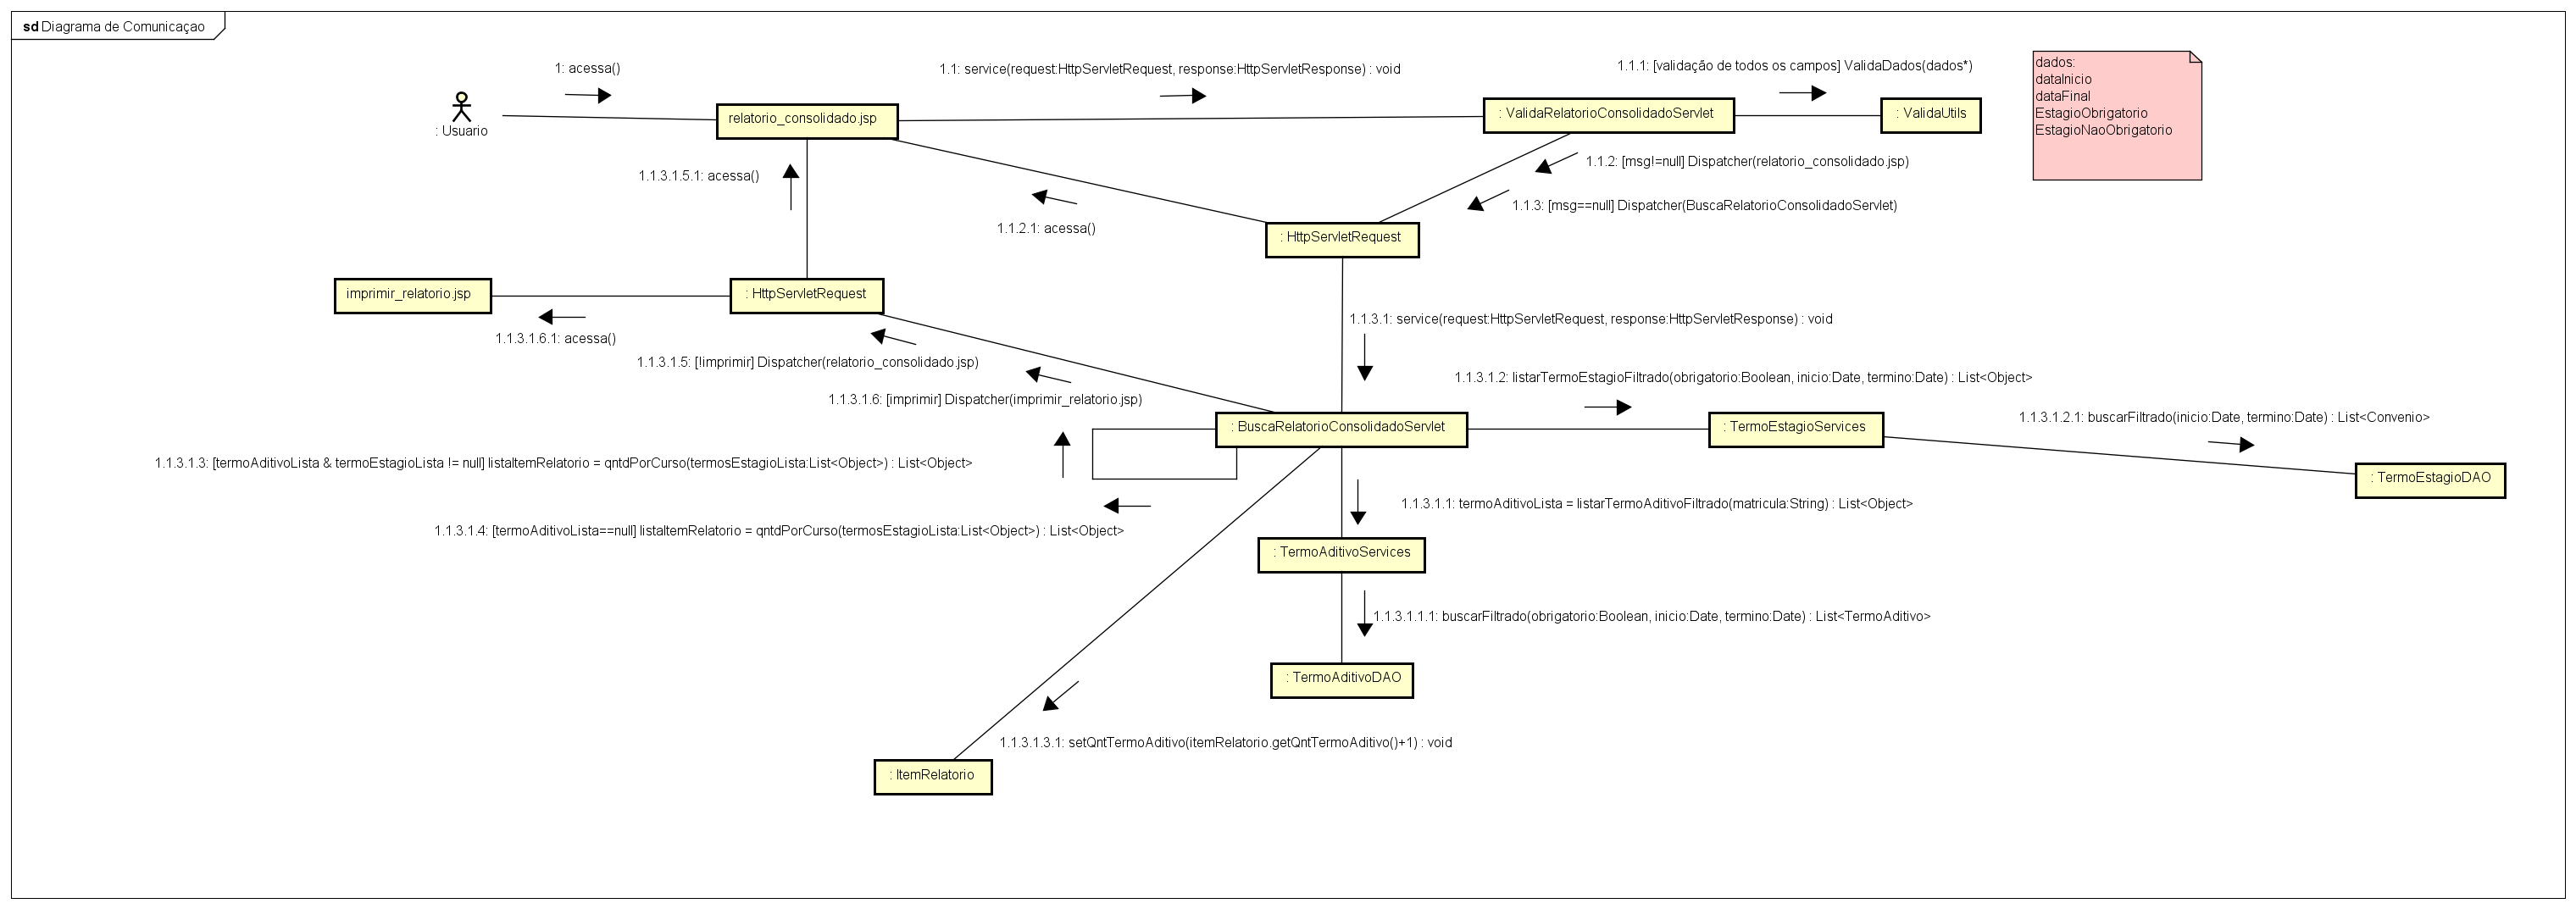 sd Diagrama de Comunicaçao
1: acessa()
1.1: service(request:HttpServletRequest, response:HttpServletResponse) : void
1.1.1: [validação de todos os campos] ValidaDados(dados*)
dados:
dataInicio
dataFinal
EstagioObrigatorio
EstagioNaoObrigatorio
: Usuario
relatorio_consolidado.jsp
: ValidaRelatorioConsolidadoServlet
: ValidaUtils
1.1.2: [msg!=null] Dispatcher(relatorio_consolidado.jsp)
1.1.3.1.5.1: acessa()
1.1.3: [msg==null] Dispatcher(BuscaRelatorioConsolidadoServlet)
1.1.2.1: acessa()
: HttpServletRequest
imprimir_relatorio.jsp
: HttpServletRequest
1.1.3.1: service(request:HttpServletRequest, response:HttpServletResponse) : void
1.1.3.1.6.1: acessa()
1.1.3.1.5: [!imprimir] Dispatcher(relatorio_consolidado.jsp)
1.1.3.1.2: listarTermoEstagioFiltrado(obrigatorio:Boolean, inicio:Date, termino:Date) : List<Object>
1.1.3.1.6: [imprimir] Dispatcher(imprimir_relatorio.jsp)
1.1.3.1.2.1: buscarFiltrado(inicio:Date, termino:Date) : List<Convenio>
: BuscaRelatorioConsolidadoServlet
: TermoEstagioServices
1.1.3.1.3: [termoAditivoLista & termoEstagioLista != null] listaItemRelatorio = qntdPorCurso(termosEstagioLista:List<Object>) : List<Object>
: TermoEstagioDAO
1.1.3.1.1: termoAditivoLista = listarTermoAditivoFiltrado(matricula:String) : List<Object>
1.1.3.1.4: [termoAditivoLista==null] listaItemRelatorio = qntdPorCurso(termosEstagioLista:List<Object>) : List<Object>
: TermoAditivoServices
1.1.3.1.1.1: buscarFiltrado(obrigatorio:Boolean, inicio:Date, termino:Date) : List<TermoAditivo>
: TermoAditivoDAO
1.1.3.1.3.1: setQntTermoAditivo(itemRelatorio.getQntTermoAditivo()+1) : void
: ItemRelatorio